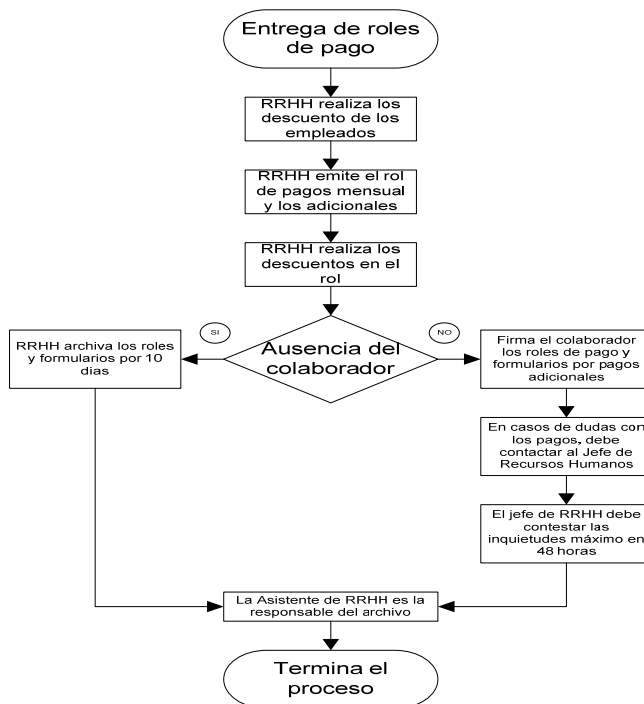 Entrega de roles
de pago
RRHH realiza los
descuento de los
empleados
RRHH emite el rol
de pagos mensual
y los adicionales
RRHH realiza los
descuentos en el
rol
SI
NO
Ausencia del
colaborador
RRHH archiva los roles
y formularios por 10
dias
Firma el colaborador
los roles de pago y
formularios por pagos
adicionales
En casos de dudas con
los pagos, debe
contactar al Jefe de
Recursos Humanos
El jefe de RRHH debe
contestar las
inquietudes máximo en
48 horas
La Asistente de RRHH es la
responsable del archivo
Termina el
proceso